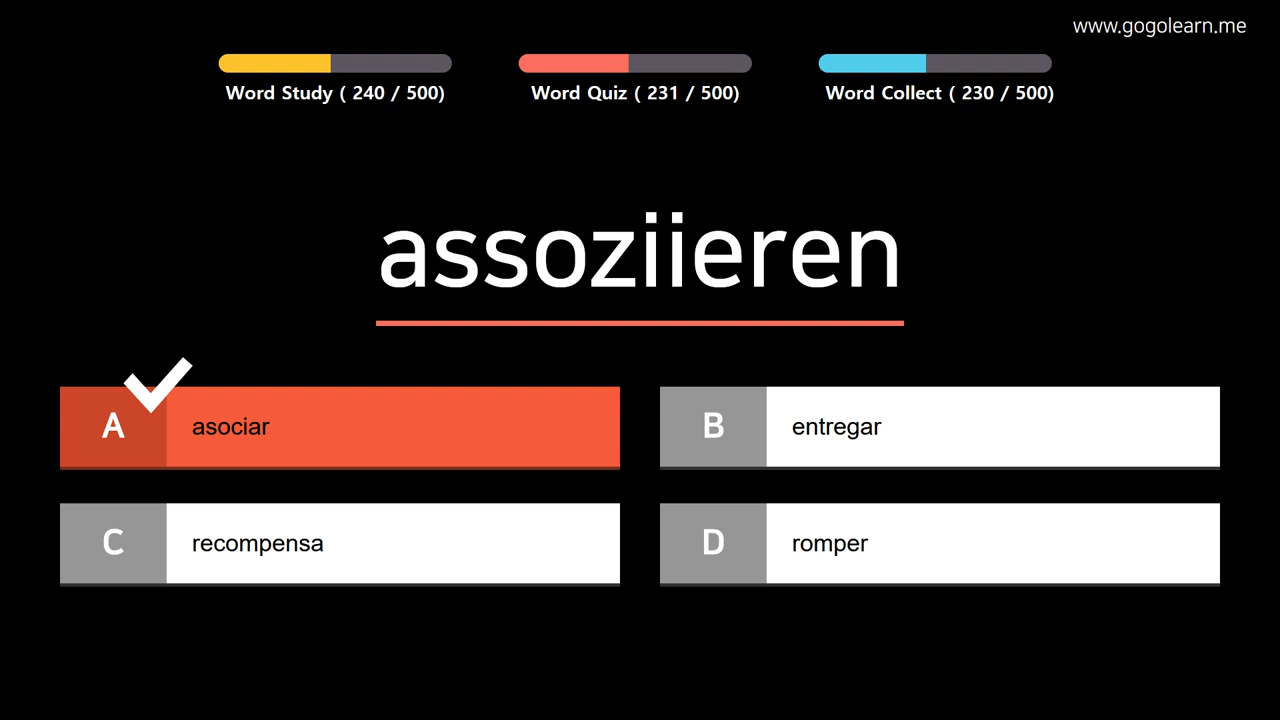 www.gogolearn.me
Word Study ( 240 / 500)
Word Quiz ( 231 / 500)
Word Collect ( 230 / 500)
assoziieren
A asociar
B entregar
C recompensa
D romper